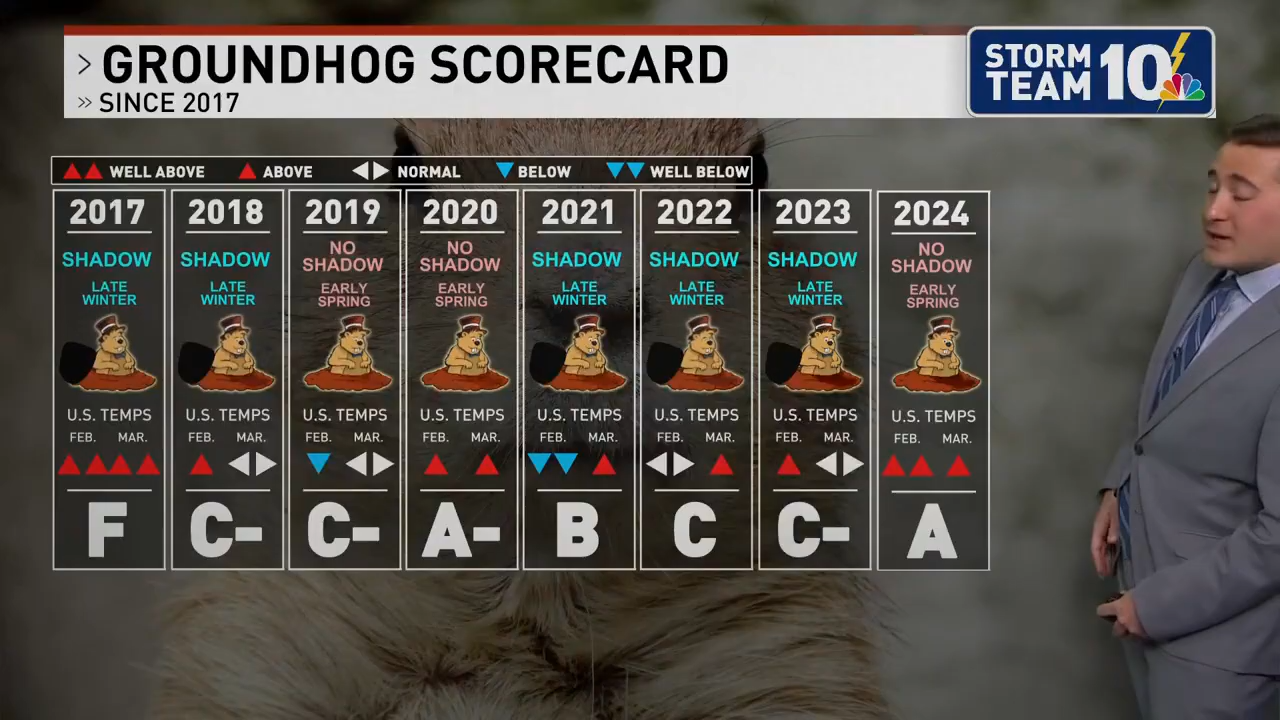 > GROUNDHOG SCORECARD
>> SINCE 2017
STORM
TEAM 10
WELL ABOVE ABOVE NORMAL BELOW WELL BELOW
2017 2018 2019 2020 2021 2022 2023 2024
SHADOW SHADOW NO SHADOW NO SHADOW SHADOW SHADOW SHADOW NO SHADOW
LATE WINTER LATE WINTER EARLY SPRING EARLY SPRING LATE WINTER LATE WINTER LATE WINTER EARLY SPRING
U.S. TEMPS U.S. TEMPS U.S. TEMPS U.S. TEMPS U.S. TEMPS U.S. TEMPS U.S. TEMPS U.S. TEMPS
FEB. MAR. FEB. MAR. FEB. MAR. FEB. MAR. FEB. MAR. FEB. MAR. FEB. MAR. FEB. MAR.
F C- C- A- B C C- A